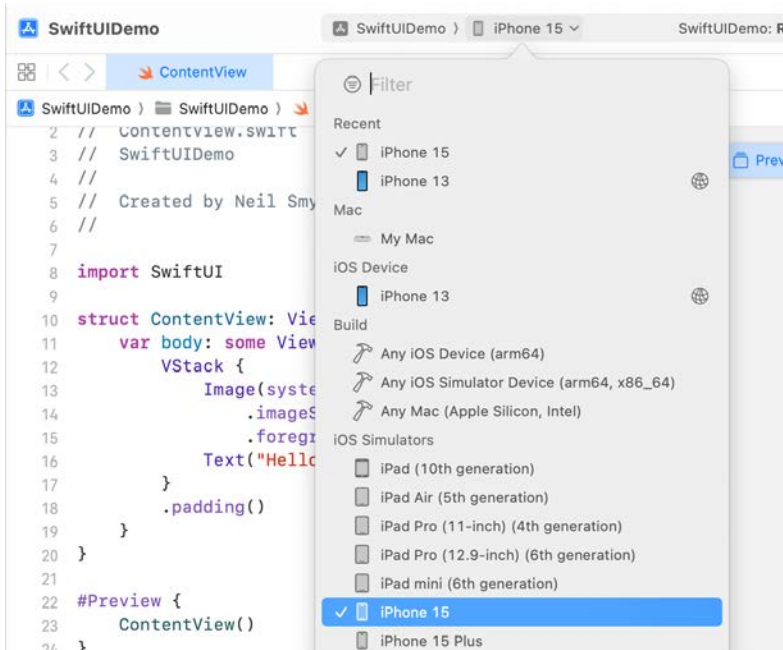 SwiftUIDemo
SwiftUIDemo ⟩ iPhone 15
SwiftUIDemo: R
ContentView
SwiftUIDemo ⟩ SwiftUIDemo ⟩
2 // ContentView.swift
3 // SwiftUIDemo
4 //
5 // Created by Neil Smy
6 //
7
8 import SwiftUI
9
10 struct ContentView: Vie
11 var body: some View
12 VStack {
13 Image(syste
14 .imageS
15 .foregr
16 Text("Hello
17 }
18 .padding()
19 }
20 }
21
22 #Preview {
23 ContentView()
24 }
Filter
Recent
✓ iPhone 15
iPhone 13
Mac
My Mac
iOS Device
iPhone 13
Build
Any iOS Device (arm64)
Any iOS Simulator Device (arm64, x86_64)
Any Mac (Apple Silicon, Intel)
iOS Simulators
iPad (10th generation)
iPad Air (5th generation)
iPad Pro (11-inch) (4th generation)
iPad Pro (12.9-inch) (6th generation)
iPad mini (6th generation)
✓ iPhone 15
iPhone 15 Plus
Prev